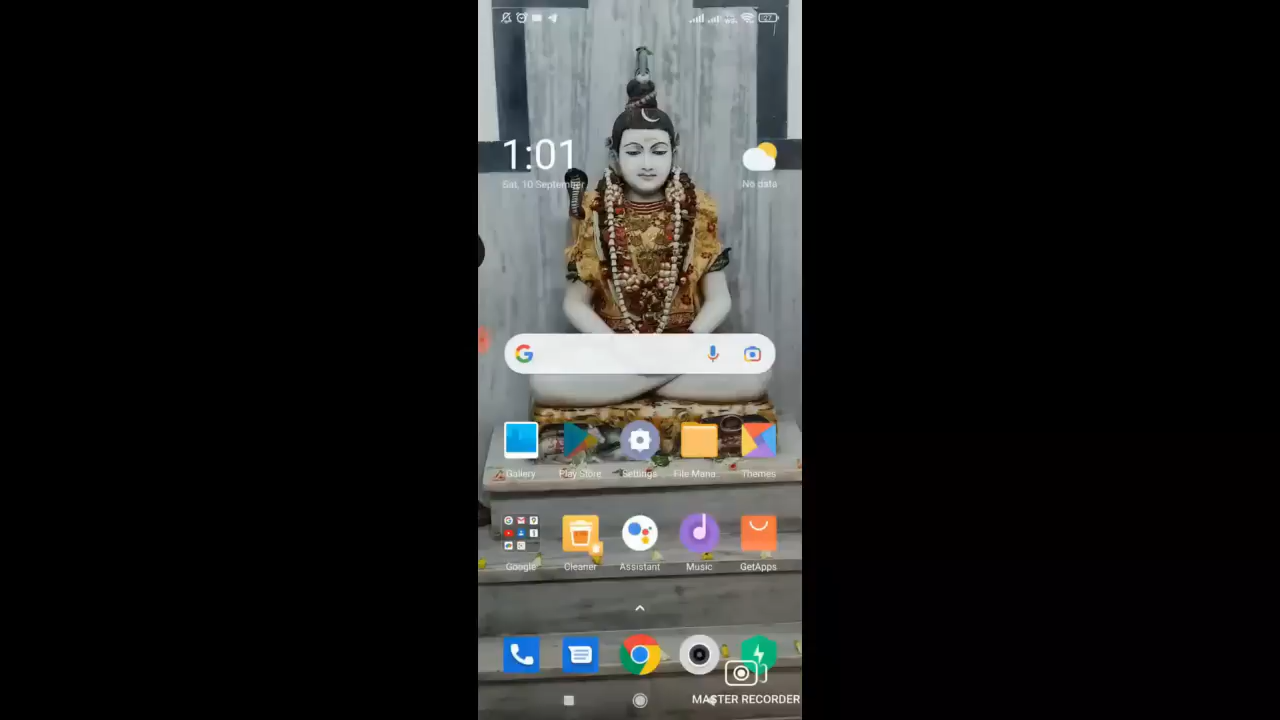 1:01
Sat, 10 September
No data
Gallery
Play Store
Settings
File Mana
Themes
Google
Cleaner
Assistant
Music
GetApps
MASTER RECORDER